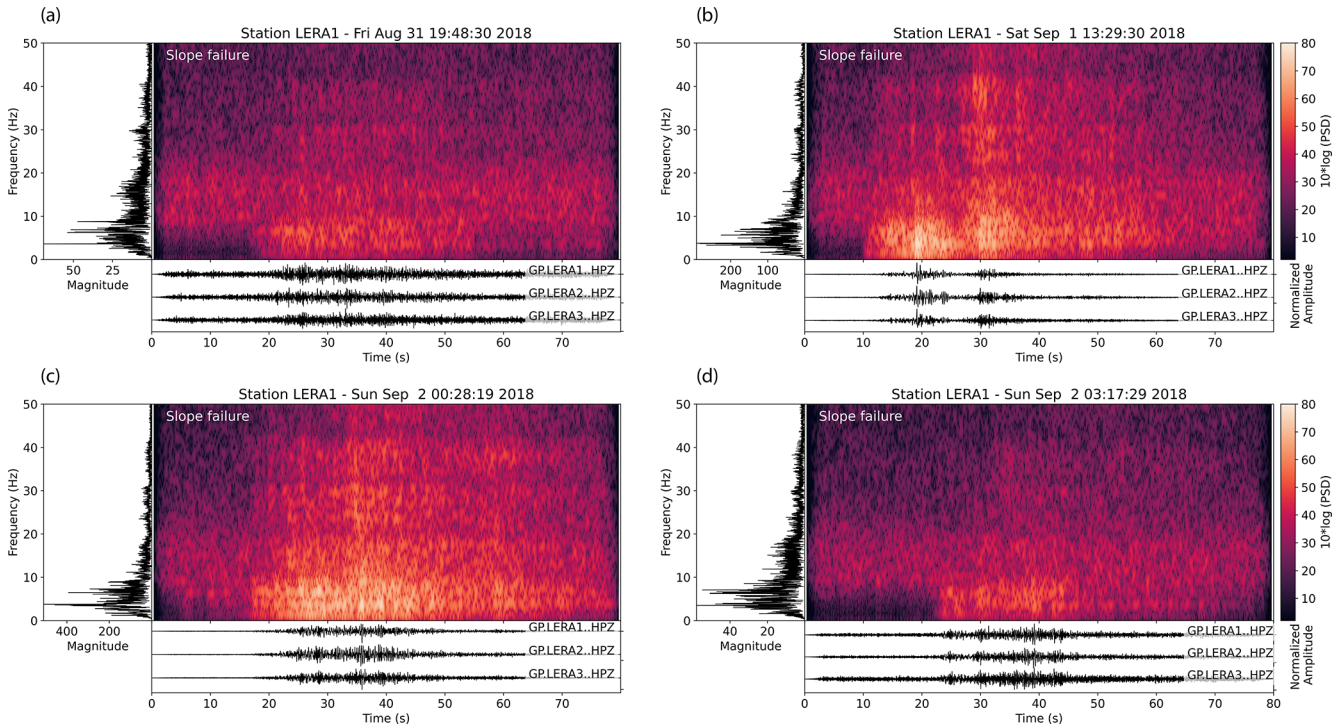 (a)
Station LERA1 - Fri Aug 31 19:48:30 2018
Slope failure
50
40
30
20
10
0
Frequency (Hz)
50 25
Magnitude
GP.LERA1..HPZ
GP.LERA2..HPZ
GP.LERA3..HPZ
0 10 20 30 40 50 60 70
Time (s)
(b)
Station LERA1 - Sat Sep 1 13:29:30 2018
Slope failure
50
40
30
20
10
0
Frequency (Hz)
200 100
Magnitude
GP.LERA1..HPZ
GP.LERA2..HPZ
GP.LERA3..HPZ
Normalized
Amplitude
0 10 20 30 40 50 60 70
Time (s)
80
70
60
50
40
30
20
10
10*log (PSD)
(c)
Station LERA1 - Sun Sep 2 00:28:19 2018
Slope failure
50
40
30
20
10
0
Frequency (Hz)
400 200
Magnitude
GP.LERA1..HPZ
GP.LERA2..HPZ
GP.LERA3..HPZ
0 10 20 30 40 50 60 70
Time (s)
(d)
Station LERA1 - Sun Sep 2 03:17:29 2018
Slope failure
50
40
30
20
10
0
Frequency (Hz)
40 20
Magnitude
GP.LERA1..HPZ
GP.LERA2..HPZ
GP.LERA3..HPZ
Normalized
Amplitude
0 10 20 30 40 50 60 70 80
Time (s)
80
70
60
50
40
30
20
10
10*log (PSD)